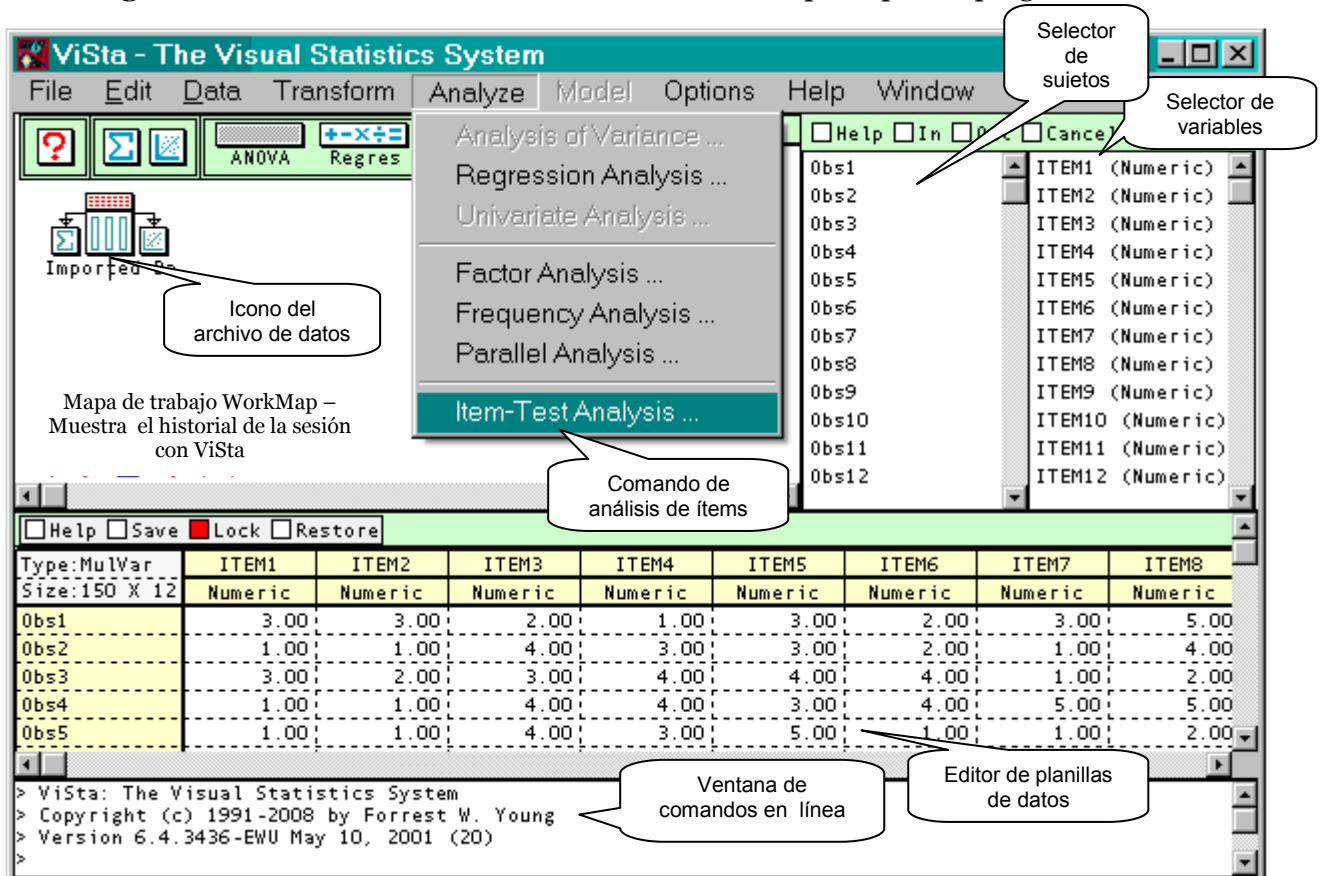 ViSta - The Visual Statistics System
Selector
de
sujetos
File Edit Data Transform Analyze Model Options Help Window
Selector de
variables
?
ANOVA
+-×÷=
Regres
Analysis of Variance ...
Regression Analysis ...
Univariate Analysis ...
Factor Analysis ...
Frequency Analysis ...
Parallel Analysis ...
Item-Test Analysis ...
Icono del
archivo de datos
Mapa de trabajo WorkMap –
Muestra el historial de la sesión
con ViSta
Comando de
análisis de ítems
Help In Cancel
Obs1
Obs2
Obs3
Obs4
Obs5
Obs6
Obs7
Obs8
Obs9
Obs10
Obs11
Obs12
ITEM1 (Numeric)
ITEM2 (Numeric)
ITEM3 (Numeric)
ITEM4 (Numeric)
ITEM5 (Numeric)
ITEM6 (Numeric)
ITEM7 (Numeric)
ITEM8 (Numeric)
ITEM9 (Numeric)
ITEM10 (Numeric)
ITEM11 (Numeric)
ITEM12 (Numeric)
Help Save Lock Restore
Type:MulVar ITEM1 ITEM2 ITEM3 ITEM4 ITEM5 ITEM6 ITEM7 ITEM8
Size:150 X 12 Numeric Numeric Numeric Numeric Numeric Numeric Numeric Numeric
Obs1 3.00 3.00 2.00 1.00 3.00 2.00 3.00 5.00
Obs2 1.00 1.00 4.00 3.00 3.00 2.00 1.00 4.00
Obs3 3.00 2.00 3.00 4.00 4.00 4.00 1.00 2.00
Obs4 1.00 1.00 4.00 4.00 3.00 4.00 5.00 5.00
Obs5 1.00 1.00 4.00 3.00 5.00 1.00 1.00 2.00
Ventana de
comandos en línea
Editor de planillas
de datos
> ViSta: The Visual Statistics System
> Copyright (c) 1991-2008 by Forrest W. Young
> Version 6.4.3436-EWU May 10, 2001 (20)
>